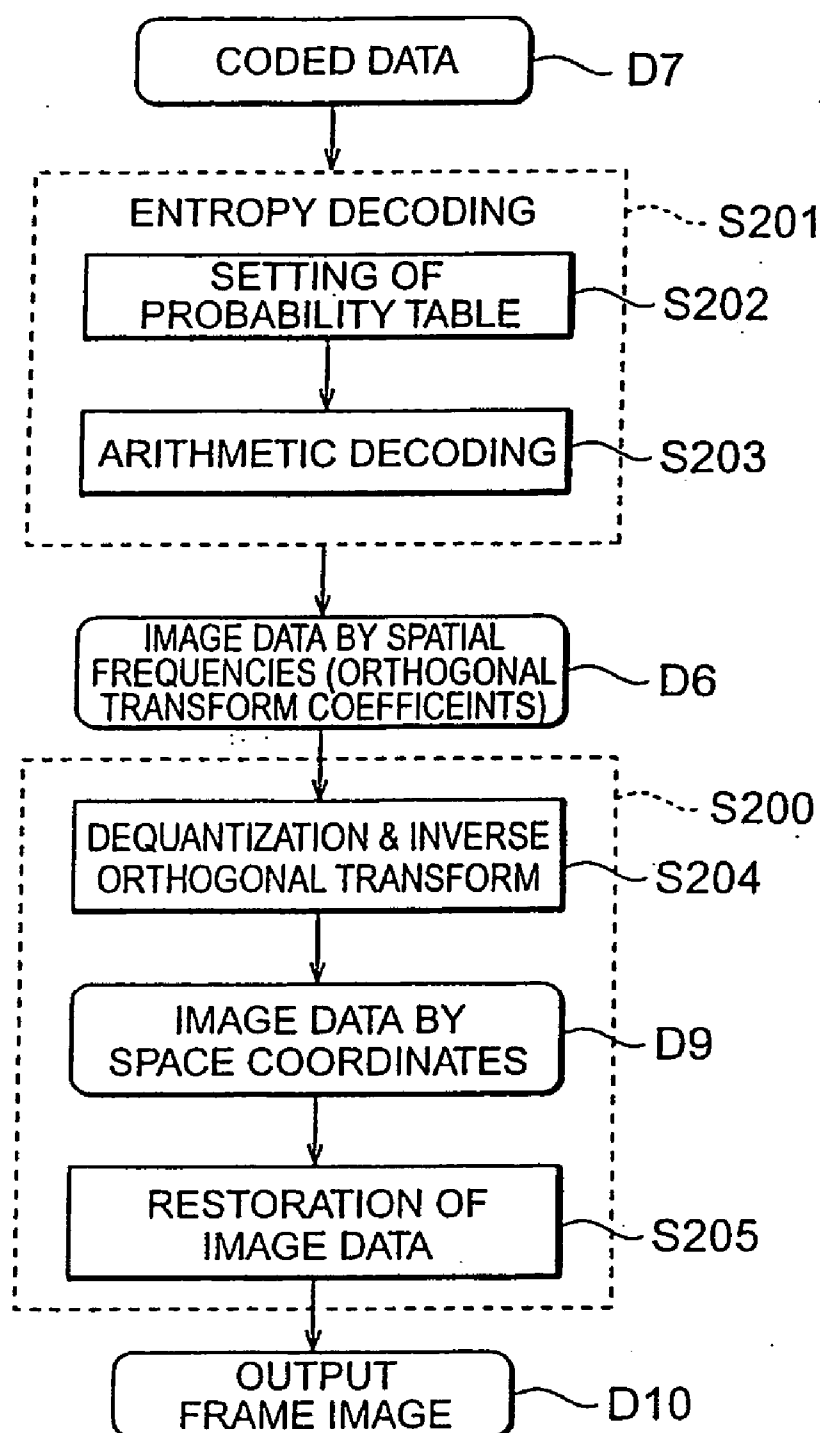 CODED DATA
D7
ENTROPY DECODING
S201
SETTING OF
PROBABILITY TABLE
S202
ARITHMETIC DECODING
S203
IMAGE DATA BY SPATIAL
FREQUENCIES (ORTHOGONAL
TRANSFORM COEFFICEINTS)
D6
S200
DEQUANTIZATION & INVERSE
ORTHOGONAL TRANSFORM
S204
IMAGE DATA BY
SPACE COORDINATES
D9
RESTORATION OF
IMAGE DATA
S205
OUTPUT
FRAME IMAGE
D10